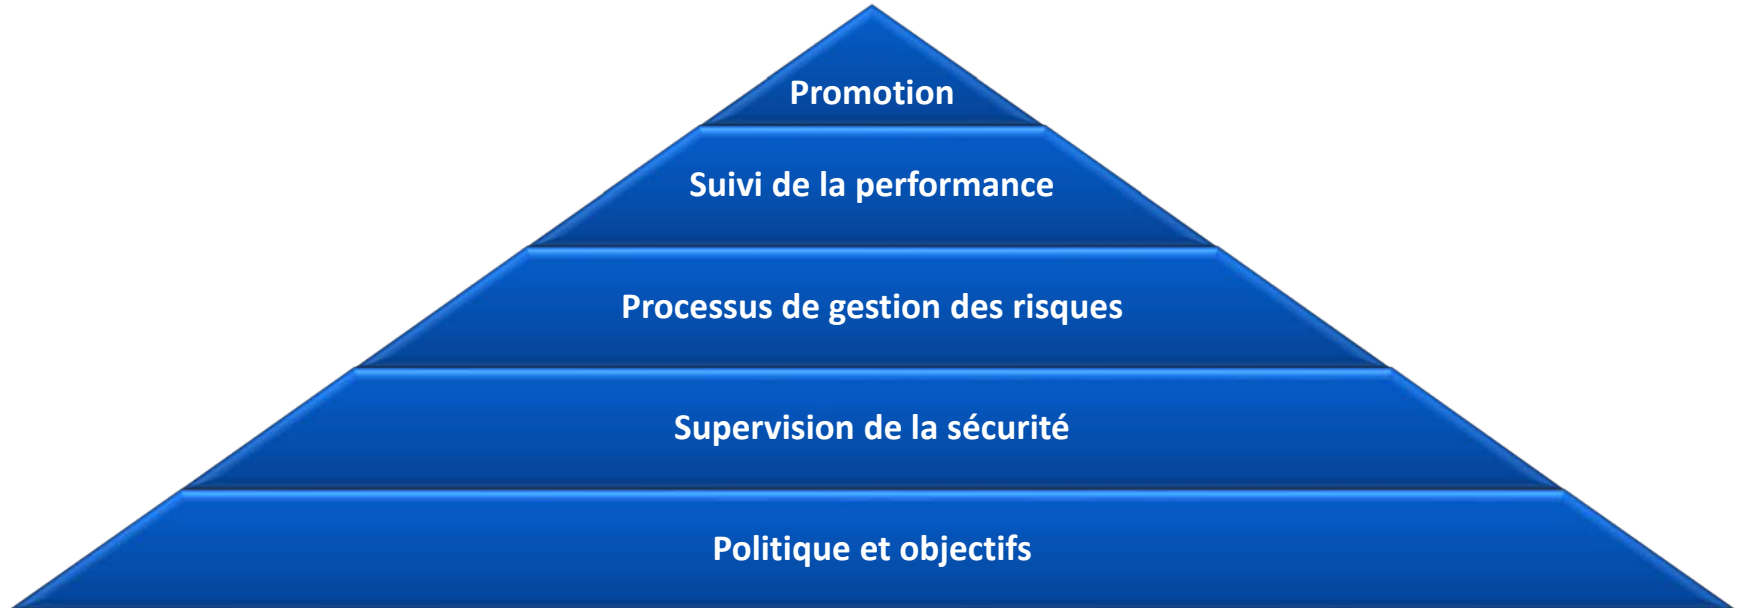 Promotion
Suivi de la performance
Processus de gestion des risques
Supervision de la sécurité
Politique et objectifs